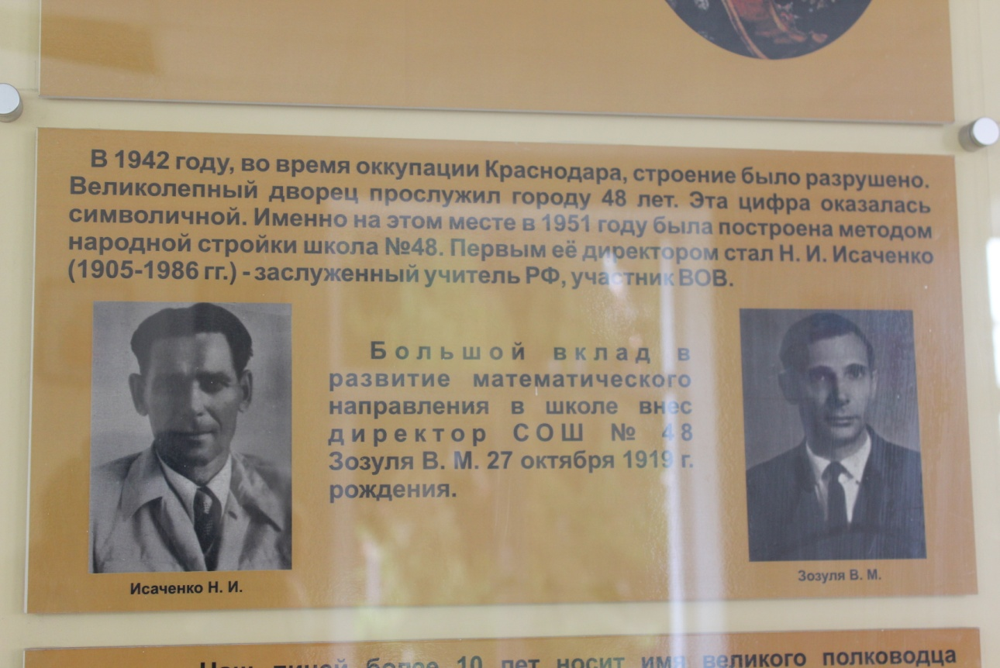 В 1942 году, во время оккупации Краснодара, строение было разрушено.
Великолепный дворец прослужил городу 48 лет. Эта цифра оказалась
символичной. Именно на этом месте в 1951 году была построена методом
народной стройки школа №48. Первым её директором стал Н. И. Исаченко
(1905-1986 гг.) - заслуженный учитель РФ, участник ВОВ.
Большой вклад в
развитие математического
направления в школе внес
директор СОШ № 48
Зозуля В. М. 27 октября 1919 г.
рождения.
Исаченко Н. И.
Зозуля В. М.
Наш лицей более 10 лет носит имя великого полководца